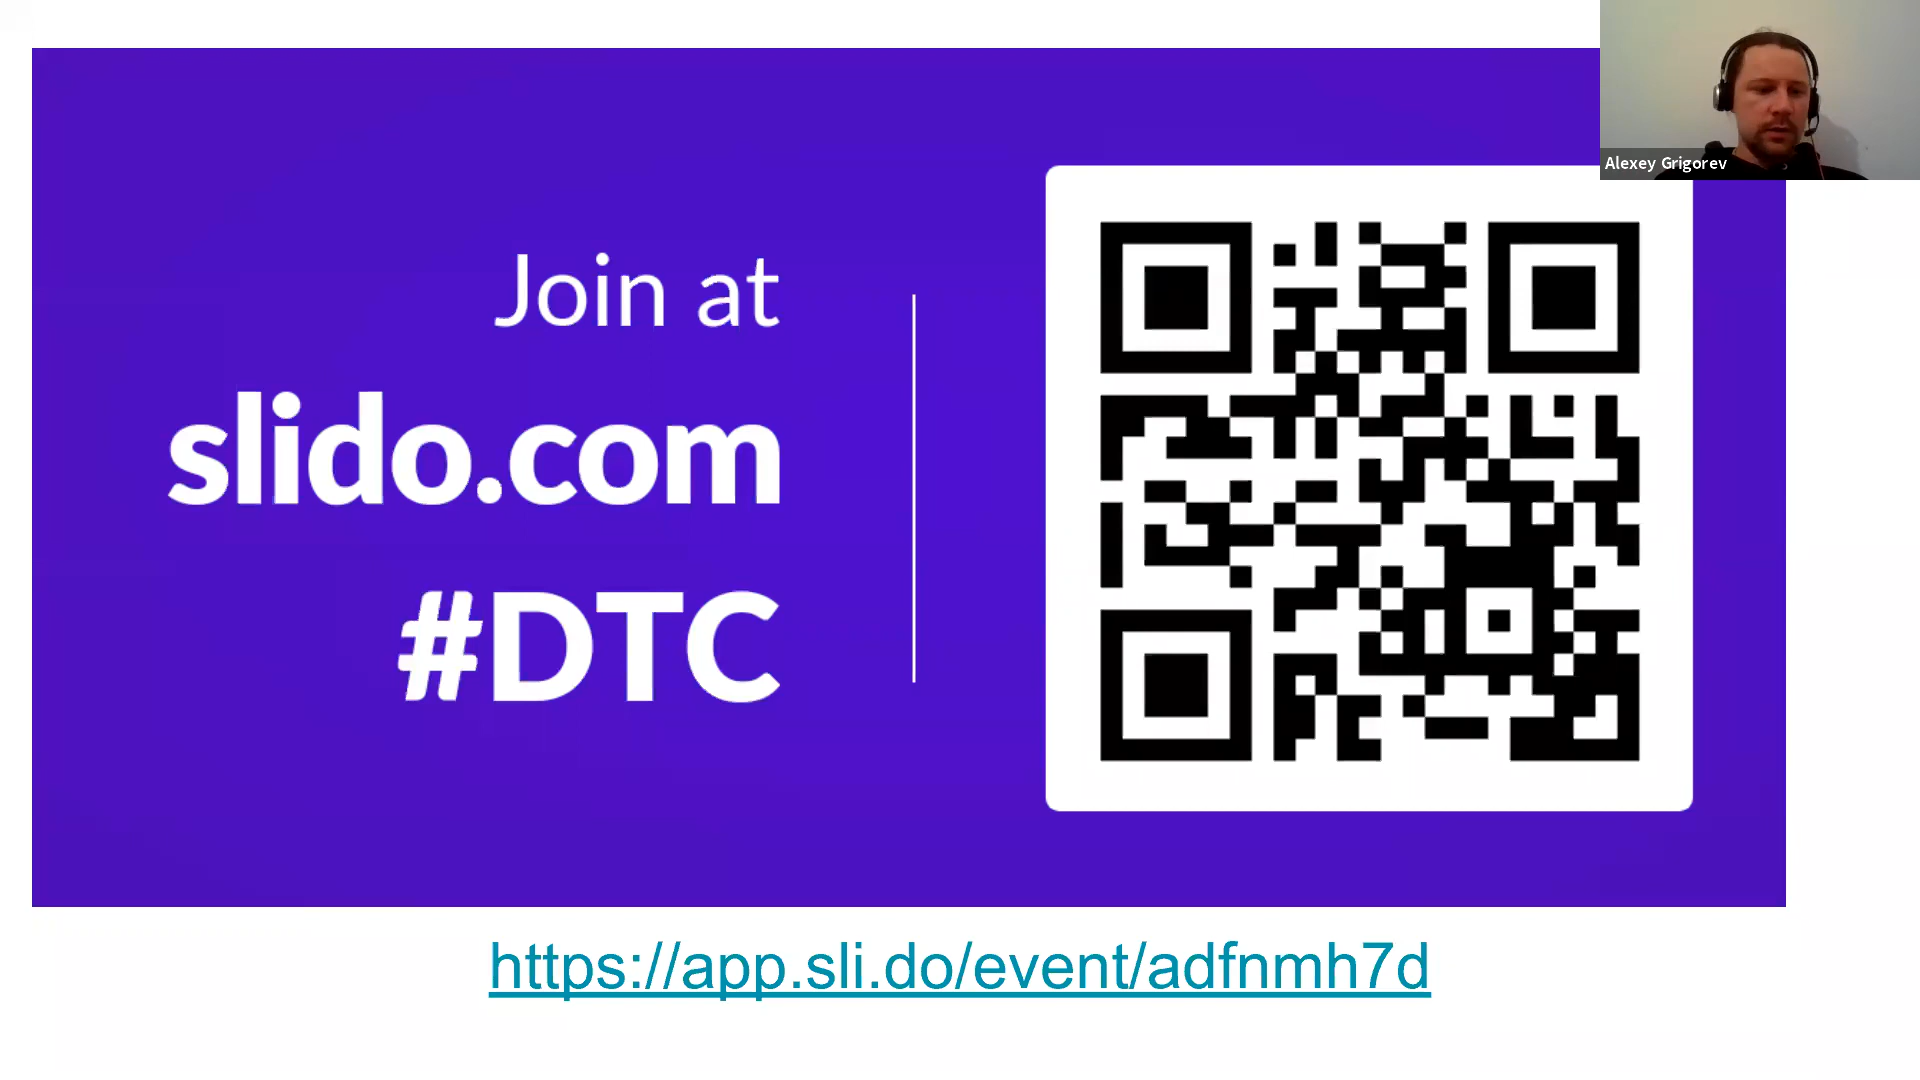 Join at
slido.com
#DTC
Alexey Grigorev
https://app.sli.do/event/adfnmh7d